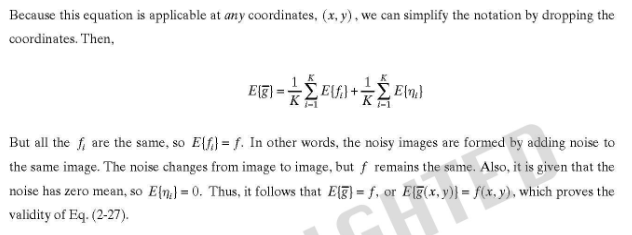 Because this equation is applicable at any coordinates, (x, y), we can simplify the notation by dropping the
coordinates. Then,
E{g̅} = 1/K ∑_{i=1}^{K} E{f_i} + 1/K ∑_{i=1}^{K} E{η_i}
But all the f_i are the same, so E{f_i} = f. In other words, the noisy images are formed by adding noise to
the same image. The noise changes from image to image, but f remains the same. Also, it is given that the
noise has zero mean, so E{η_i} = 0. Thus, it follows that E{g̅} = f, or E{g̅(x, y)} = f(x, y), which proves the
validity of Eq. (2-27).